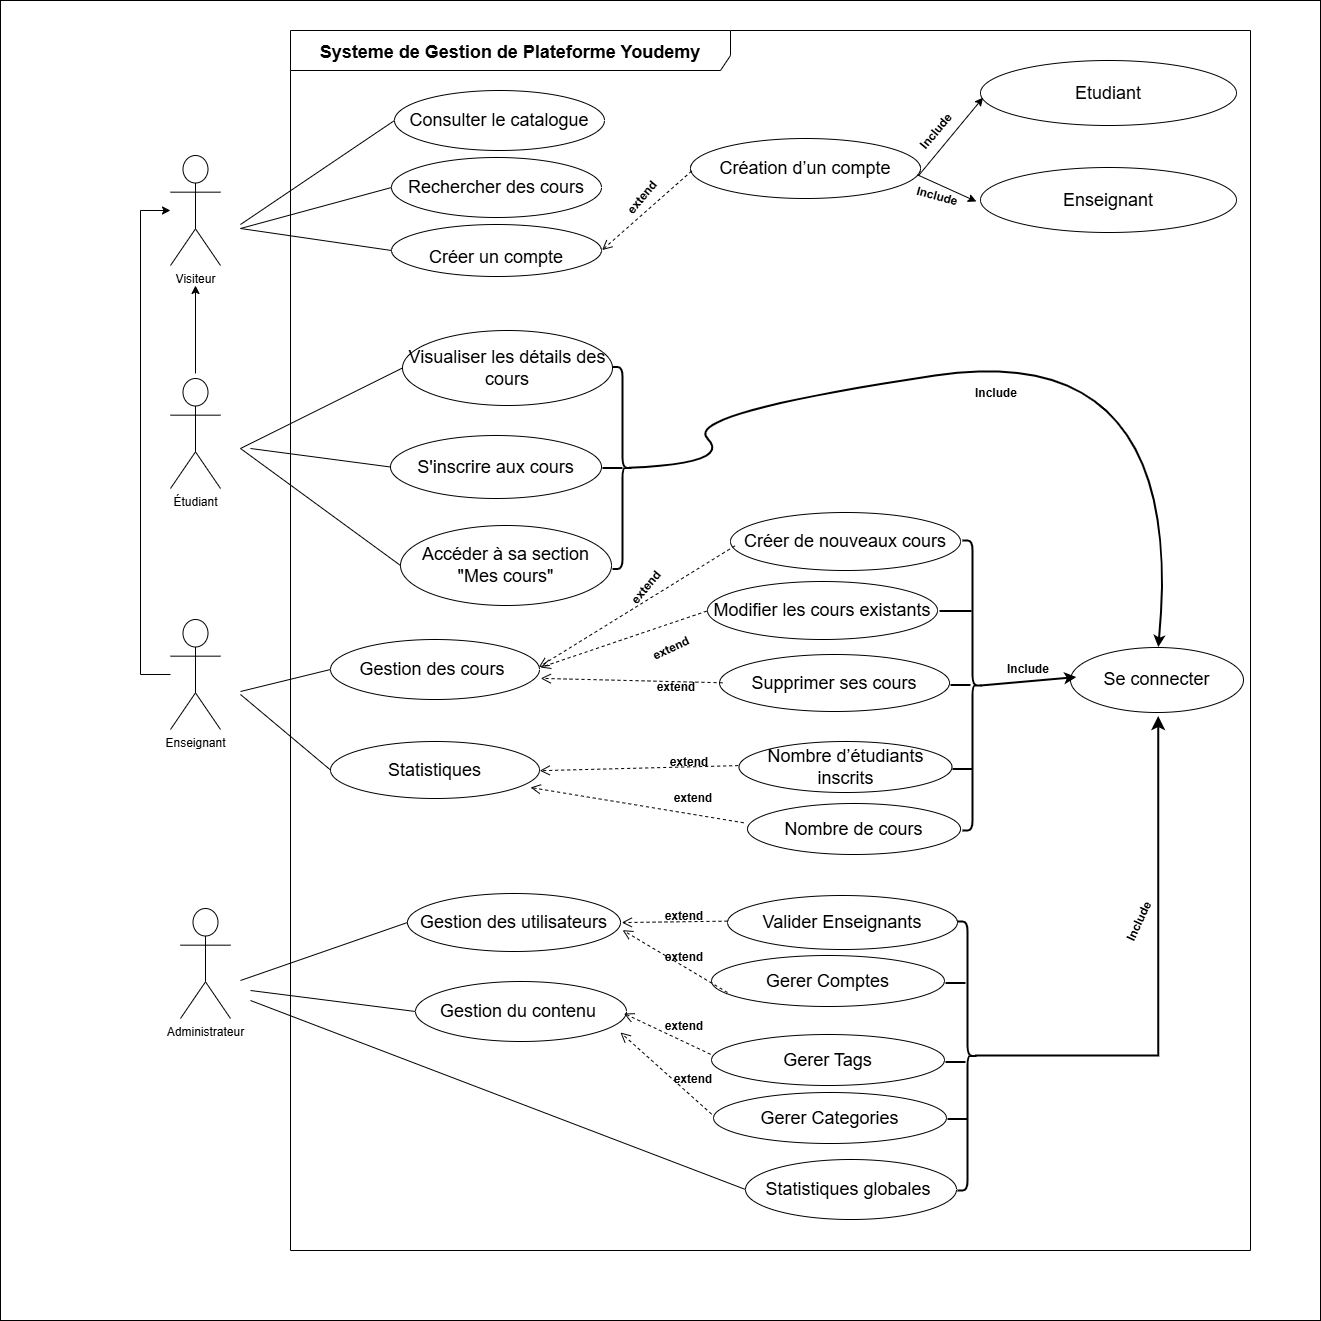 Systeme de Gestion de Plateforme Youdemy
Consulter le catalogue
Rechercher des cours
Créer un compte
Visiteur
extend
Création d’un compte
Include
Etudiant
Include
Enseignant
Visualiser les détails des
cours
S'inscrire aux cours
Accéder à sa section
"Mes cours"
Étudiant
Include
Créer de nouveaux cours
extend
Modifier les cours existants
extend
Gestion des cours
Supprimer ses cours
extend
Include
Se connecter
Enseignant
Statistiques
extend
Nombre d’étudiants
inscrits
extend
Nombre de cours
Gestion des utilisateurs
extend
Valider Enseignants
extend
Gerer Comptes
Include
Administrateur
Gestion du contenu
extend
Gerer Tags
extend
Gerer Categories
Statistiques globales